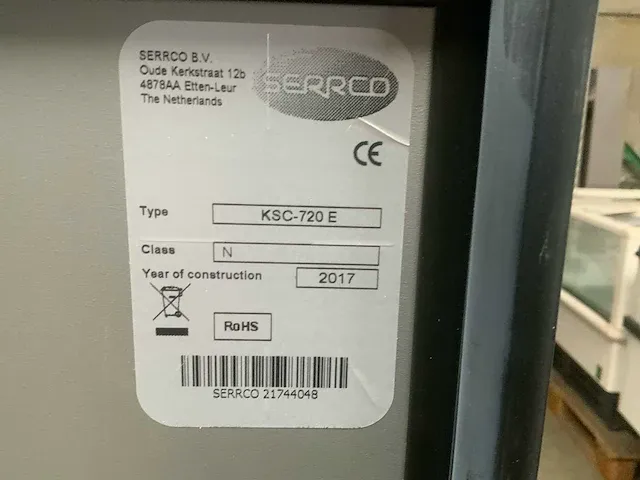 SERRCO B.V.
Oude Kerkstraat 12b
4878AA Etten-Leur
The Netherlands
SERRCO
CE
Type KSC-720 E
Class N
Year of construction 2017
RoHS
SERRCO 21744048